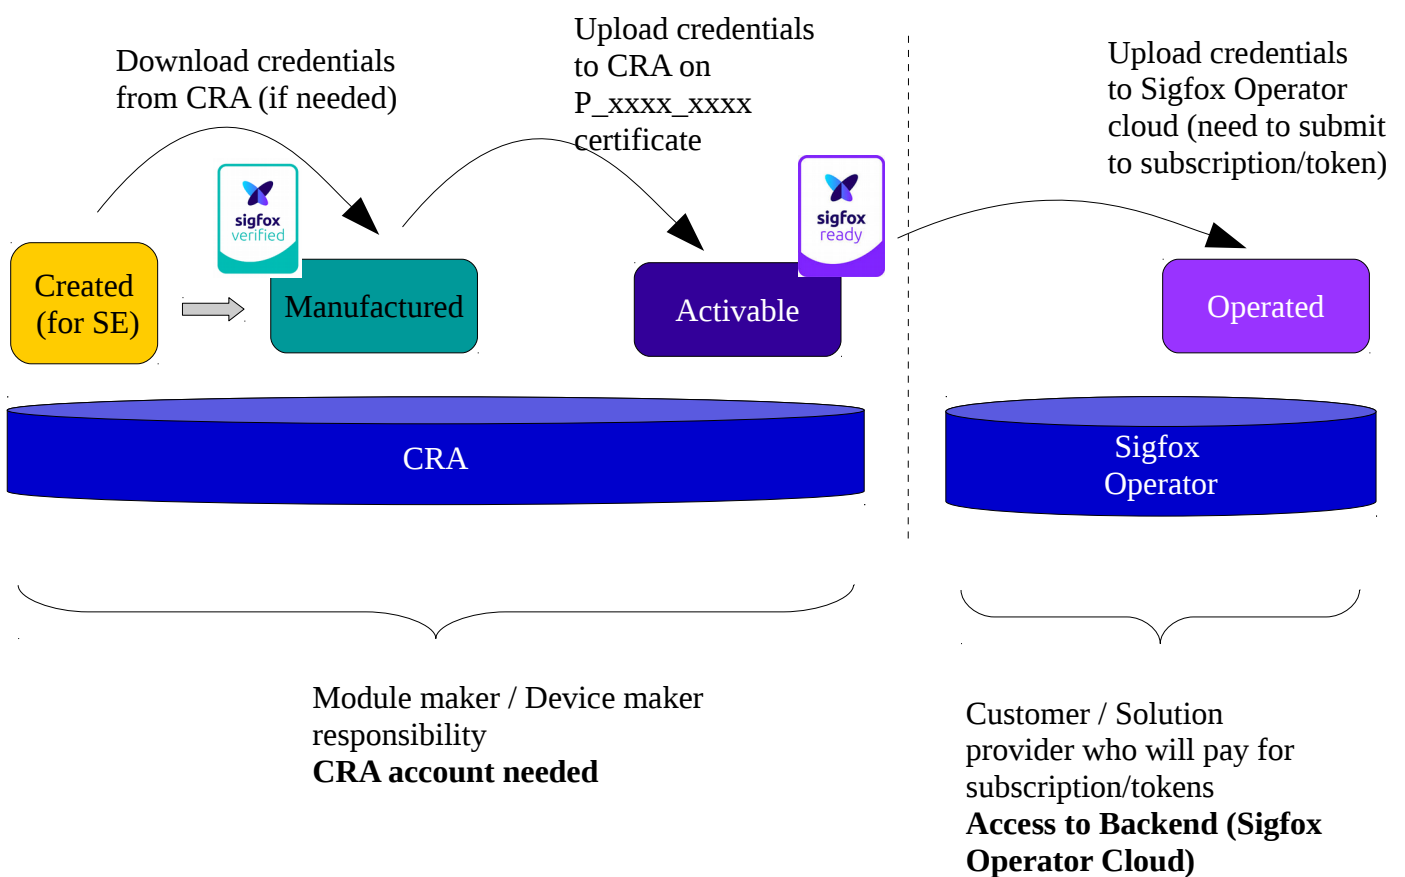 Download credentials
from CRA (if needed)
Upload credentials
to CRA on
P_xxxx_xxxx
certificate
Upload credentials
to Sigfox Operator
cloud (need to submit
to subscription/token)
sigfox
verified
sigfox
ready
Created
(for SE)
Manufactured
Activable
Operated
CRA
Sigfox
Operator
Module maker / Device maker
responsibility
CRA account needed
Customer / Solution
provider who will pay for
subscription/tokens
Access to Backend (Sigfox
Operator Cloud)